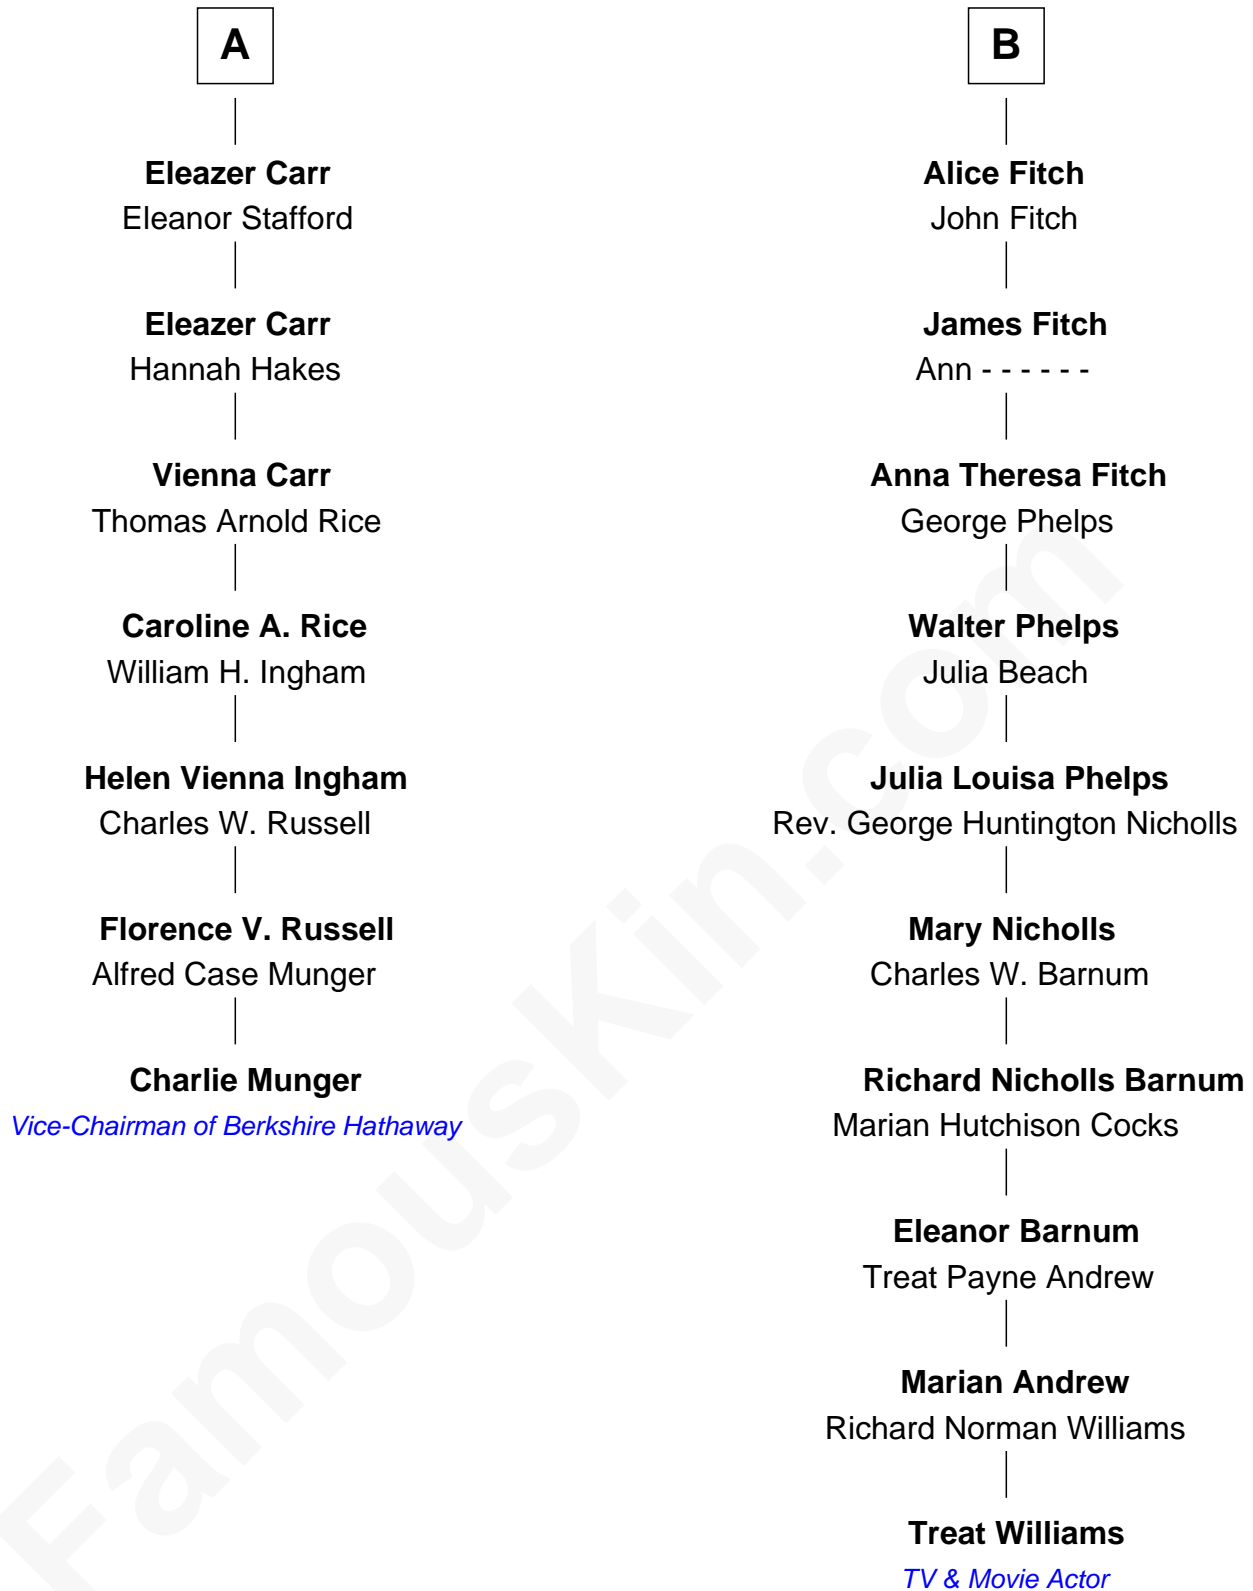 A
Eleazer Carr
Eleanor Stafford
Eleazer Carr
Hannah Hakes
Vienna Carr
Thomas Arnold Rice
Caroline A. Rice
William H. Ingham
Helen Vienna Ingham
Charles W. Russell
Florence V. Russell
Alfred Case Munger
Charlie Munger
Vice-Chairman of Berkshire Hathaway
B
Alice Fitch
John Fitch
James Fitch
Ann - - - - - -
Anna Theresa Fitch
George Phelps
Walter Phelps
Julia Beach
Julia Louisa Phelps
Rev. George Huntington Nicholls
Mary Nicholls
Charles W. Barnum
Richard Nicholls Barnum
Marian Hutchison Cocks
Eleanor Barnum
Treat Payne Andrew
Marian Andrew
Richard Norman Williams
Treat Williams
TV & Movie Actor
FamousKin.com